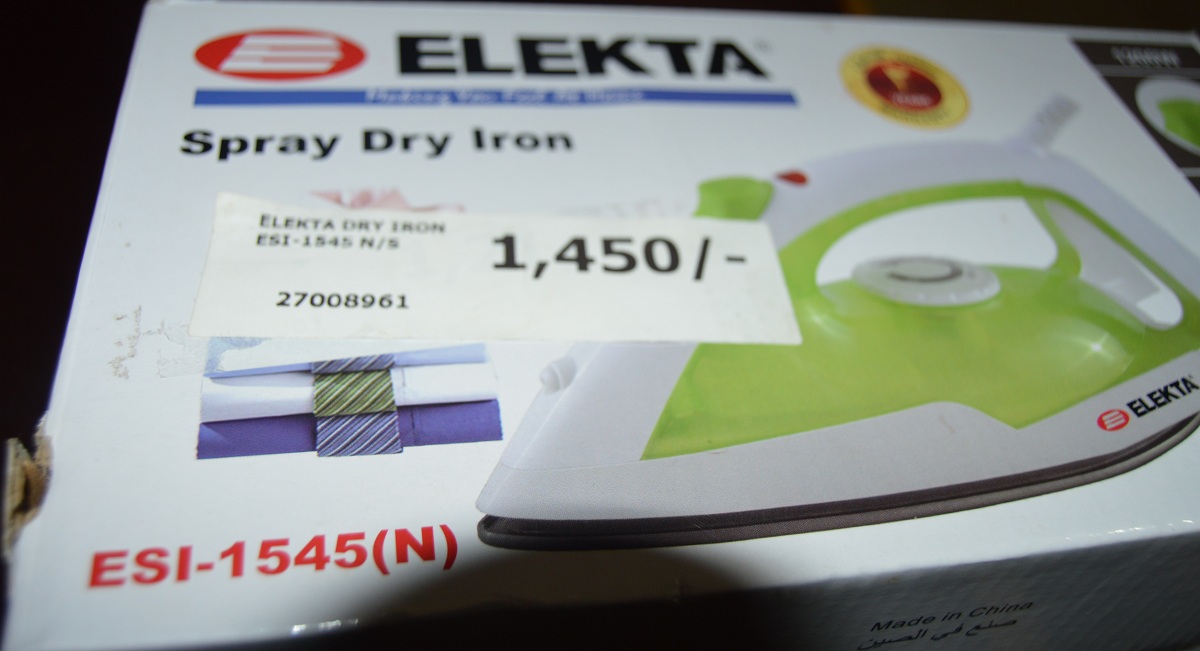 ELEKTA
Spray Dry Iron
ELEKTA DRY IRON
ESI-1545 N/S
1,450/-
27008961
ELEKTA
ESI-1545(N)
Made in China
صنع في الصين